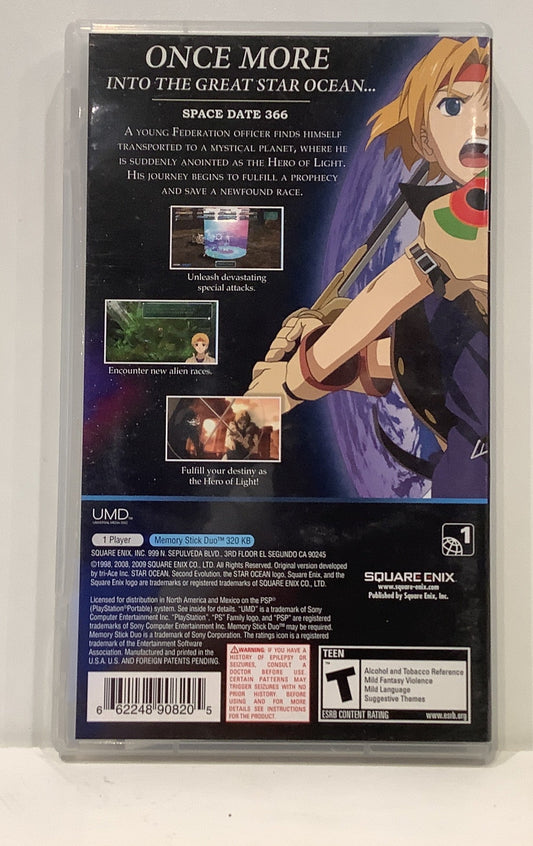 ONCE MORE
INTO THE GREAT STAR OCEAN...
SPACE DATE 366
A YOUNG FEDERATION OFFICER FINDS HIMSELF
TRANSPORTED TO A MYSTICAL PLANET, WHERE HE
IS SUDDENLY ANOINTED AS THE HERO OF LIGHT.
HIS JOURNEY BEGINS TO FULFILL A PROPHECY
AND SAVE A NEWFOUND RACE.
Unleash devastating
special attacks.
Encounter new alien races.
Fulfill your destiny as
the Hero of Light!
UMD™
UNIVERSAL MEDIA DISC
1
1 Player
Memory Stick Duo™ 320 KB
SQUARE ENIX, INC. 999 N. SEPULVEDA BLVD., 3RD FLOOR EL SEGUNDO CA 90245
©1998, 2008, 2009 SQUARE ENIX CO., LTD. All Rights Reserved. Original version developed
by tri-Ace Inc. STAR OCEAN, Second Evolution, the STAR OCEAN logo, Square Enix, and the
Square Enix logo are trademarks or registered trademarks of SQUARE ENIX CO., LTD.
SQUARE ENIX
www.square-enix.com
Published by Square Enix, Inc.
Licensed for distribution in North America and Mexico on the PSP®
(PlayStation®Portable) system. See inside for details. "UMD" is a trademark of Sony
Computer Entertainment Inc. "PlayStation", "PS" Family logo, and "PSP" are registered
trademarks of Sony Computer Entertainment Inc. Memory Stick Duo™ may be required.
Memory Stick Duo is a trademark of Sony Corporation. The ratings icon is a registered
trademark of the Entertainment Software
Association. Manufactured and printed in the
U.S.A. U.S. AND FOREIGN PATENTS PENDING.
6 62248 90820 5
WARNING: IF YOU HAVE A
HISTORY OF EPILEPSY OR
SEIZURES, CONSULT A
DOCTOR BEFORE USE.
CERTAIN PATTERNS MAY
TRIGGER SEIZURES WITH NO
PRIOR HISTORY. BEFORE
USING AND FOR MORE
DETAILS SEE INSTRUCTIONS
FOR THE PRODUCT.
TEEN
T
Alcohol and Tobacco Reference
Mild Fantasy Violence
Mild Language
Suggestive Themes
ESRB CONTENT RATING
www.esrb.org